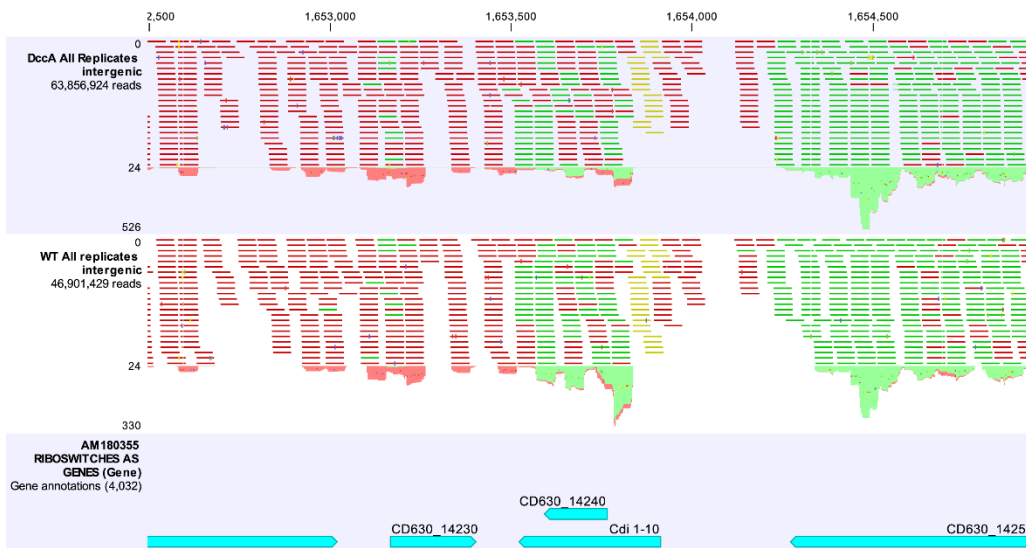 2,500 1,653,000 1,653,500 1,654,000 1,654,500
0
DccA All Replicates
intergenic
63,856,924 reads
24
526
0
WT All replicates
intergenic
46,901,429 reads
24
330
AM180355
RIBOSWITCHES AS
GENES (Gene)
Gene annotations (4,032)
CD630_14240
CD630_14230 Cdi 1-10 CD630_1425